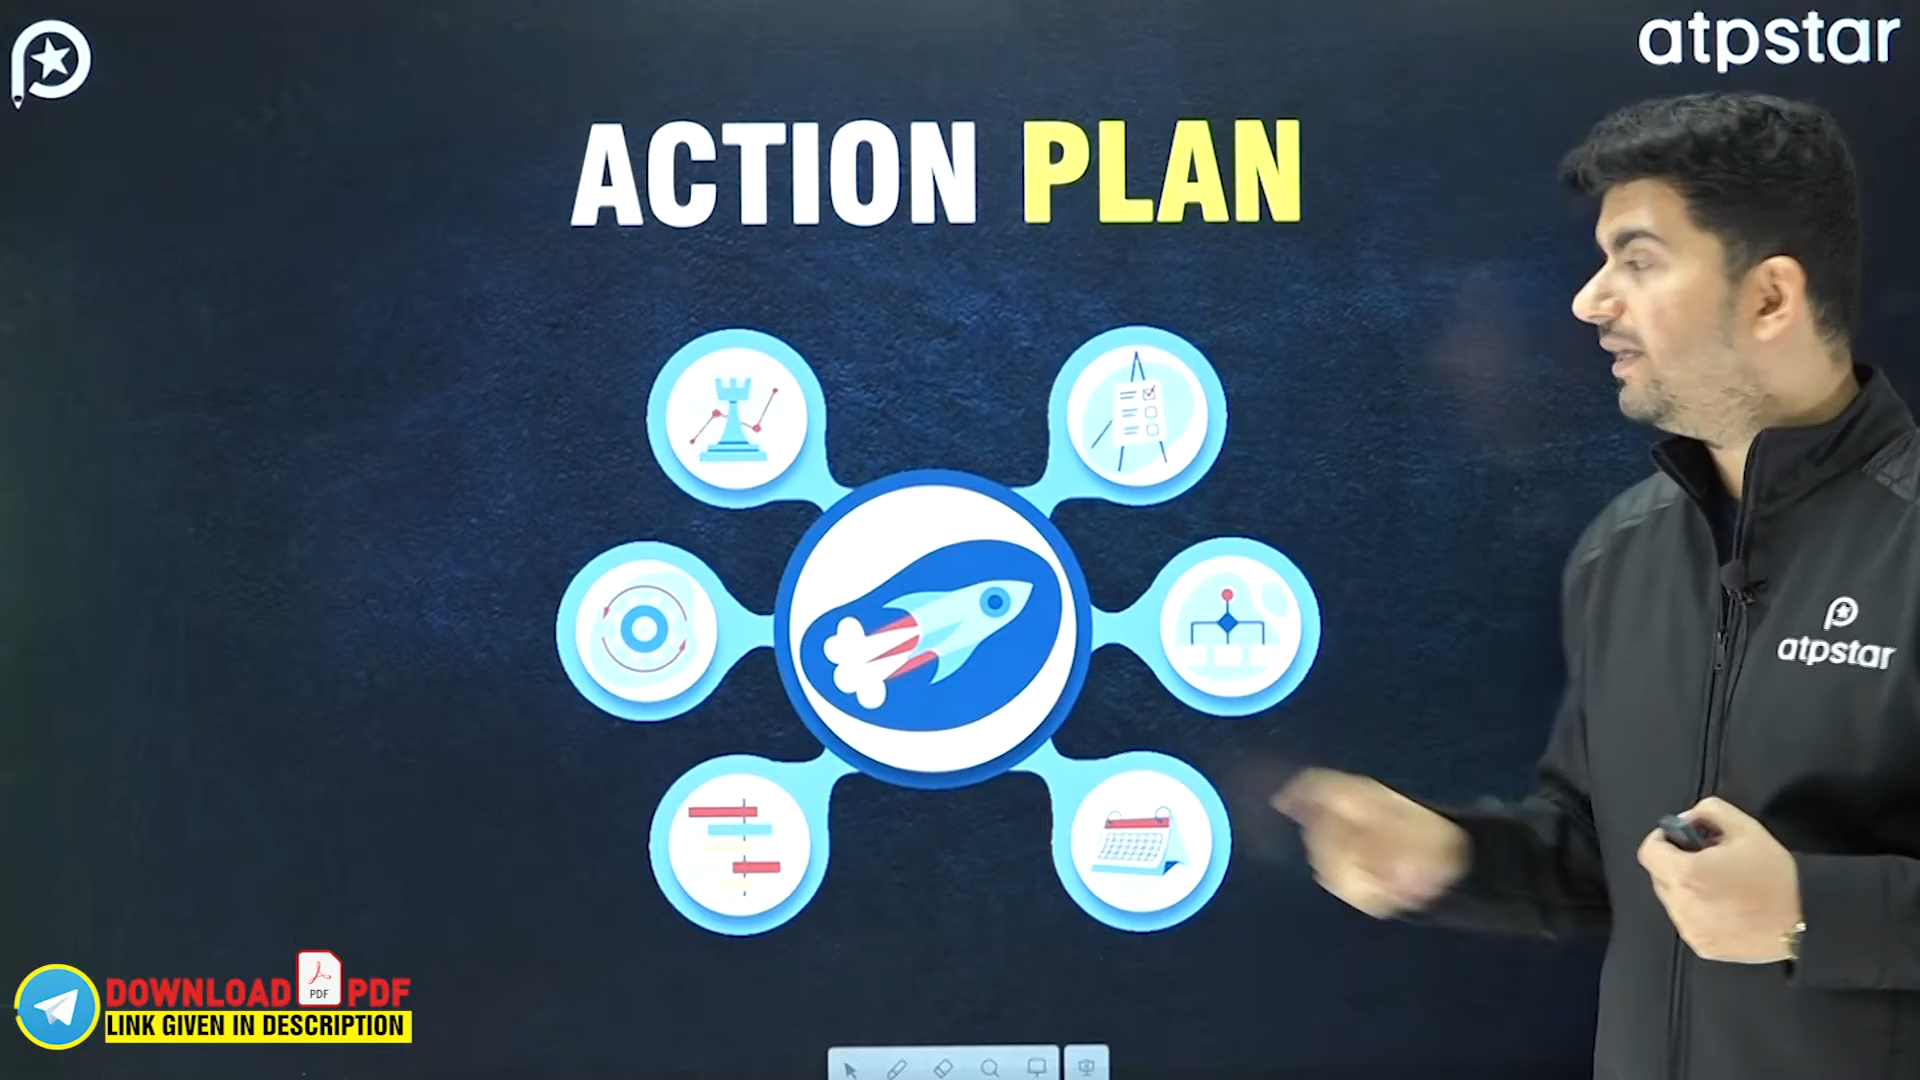 atpstar
ACTION PLAN
atpstar
DOWNLOAD PDF PDF
LINK GIVEN IN DESCRIPTION